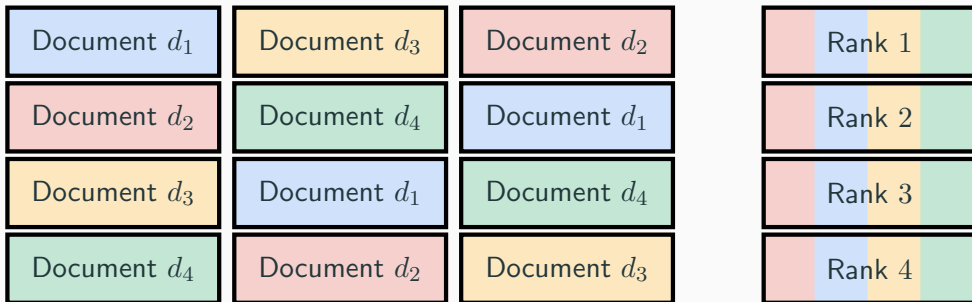 Document d₁ Document d₃ Document d₂ Rank 1
Document d₂ Document d₄ Document d₁ Rank 2
Document d₃ Document d₁ Document d₄ Rank 3
Document d₄ Document d₂ Document d₃ Rank 4